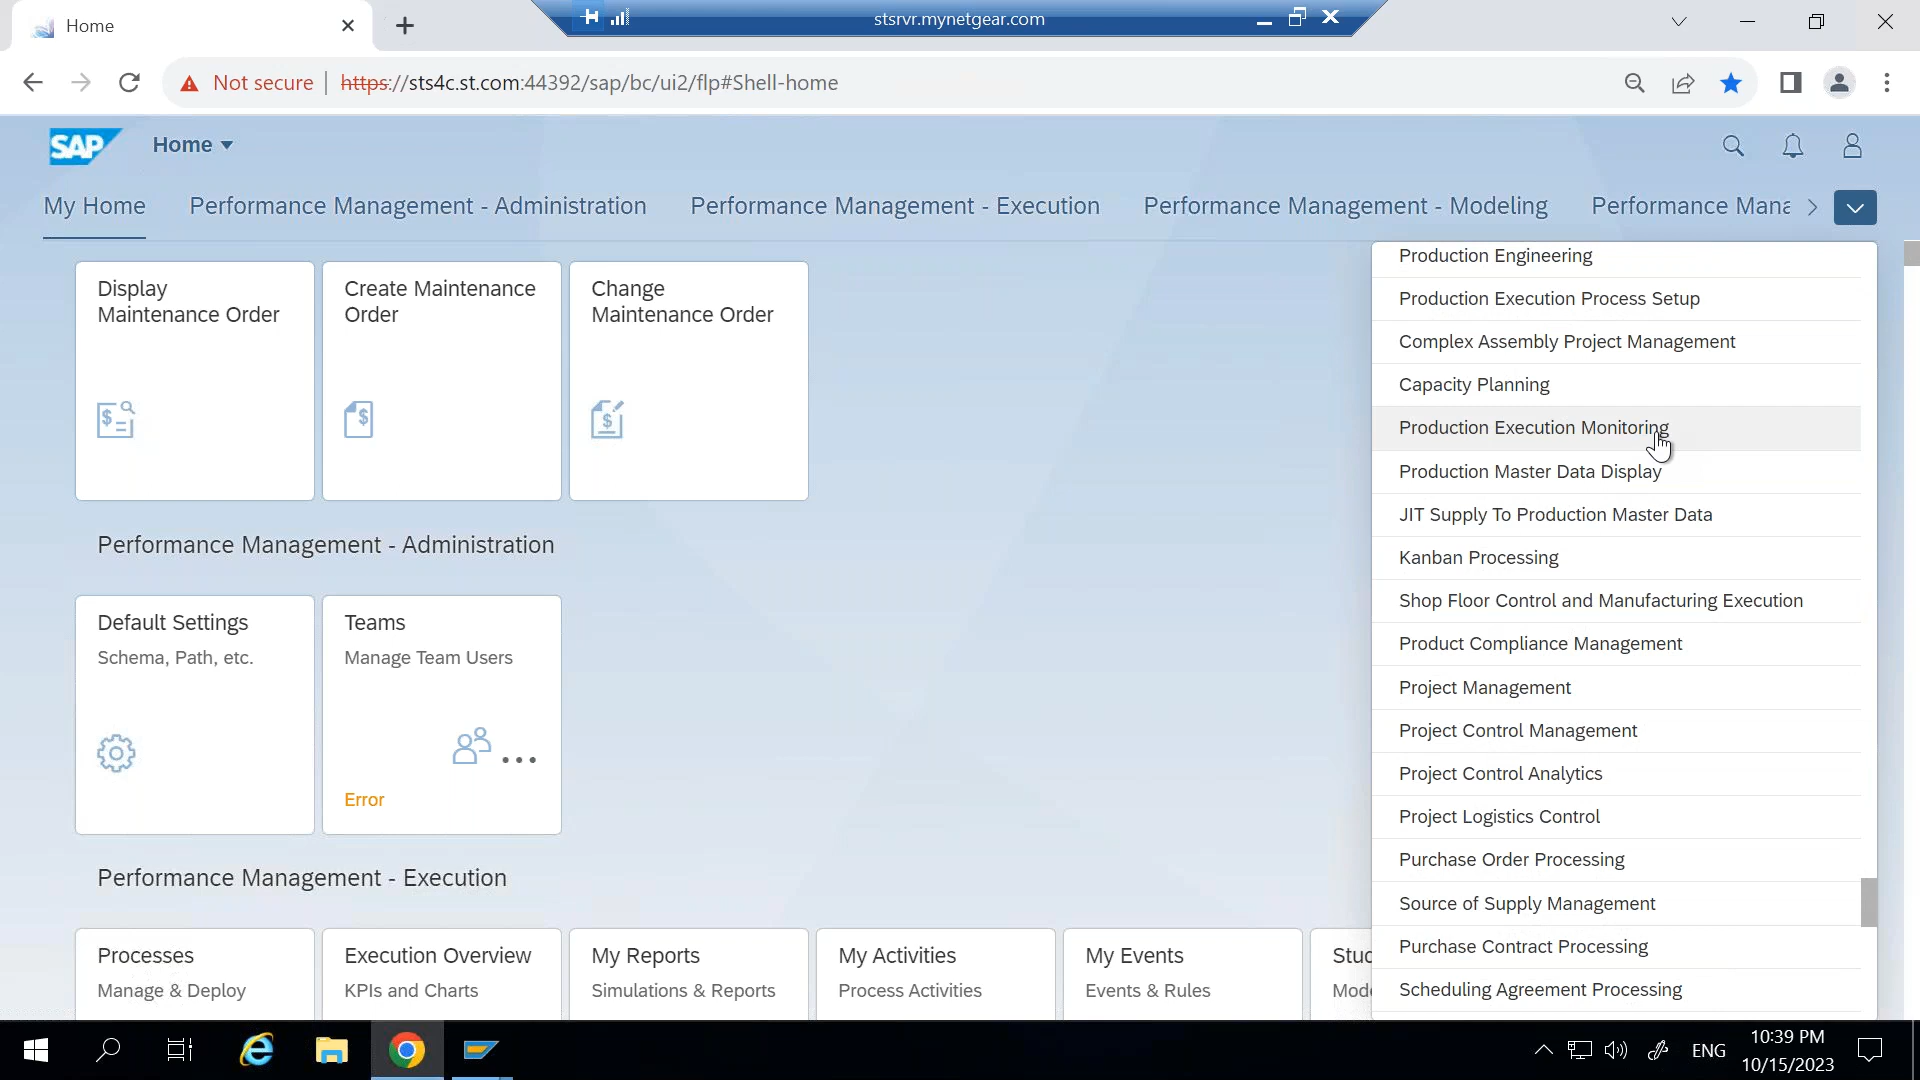 Home
stsrvr.mynetgear.com
Not secure
https://sts4c.st.com:44392/sap/bc/ui2/flp#Shell-home
SAP
Home
My Home
Performance Management - Administration
Performance Management - Execution
Performance Management - Modeling
Performance Mana
Display
Maintenance Order
Create Maintenance
Order
Change
Maintenance Order
Performance Management - Administration
Default Settings
Schema, Path, etc.
Teams
Manage Team Users
Error
Performance Management - Execution
Processes
Manage & Deploy
Execution Overview
KPIs and Charts
My Reports
Simulations & Reports
My Activities
Process Activities
My Events
Events & Rules
Stud
Mode
Production Engineering
Production Execution Process Setup
Complex Assembly Project Management
Capacity Planning
Production Execution Monitoring
Production Master Data Display
JIT Supply To Production Master Data
Kanban Processing
Shop Floor Control and Manufacturing Execution
Product Compliance Management
Project Management
Project Control Management
Project Control Analytics
Project Logistics Control
Purchase Order Processing
Source of Supply Management
Purchase Contract Processing
Scheduling Agreement Processing
ENG
10:39 PM
10/15/2023